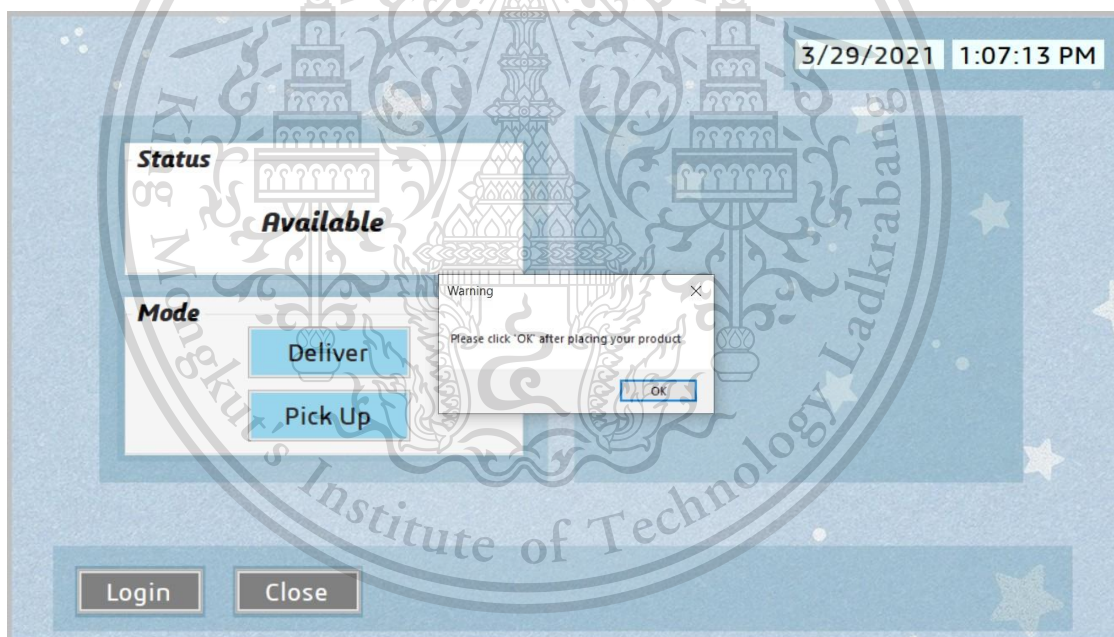 3/29/2021 1:07:13 PM
Status
Available
Warning
Please click 'OK' after placing your product
OK
Mode
Deliver
Pick Up
Login Close
King Mongkut's Institute of Technology Ladkrabang